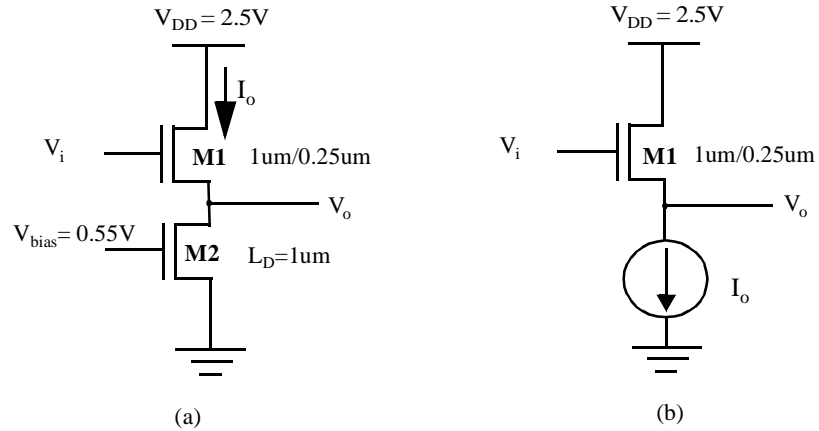 V_DD = 2.5V
I_o
V_i
M1
1um/0.25um
V_o
V_bias= 0.55V
M2
L_D=1um
(a)
V_DD = 2.5V
V_i
M1
1um/0.25um
V_o
I_o
(b)